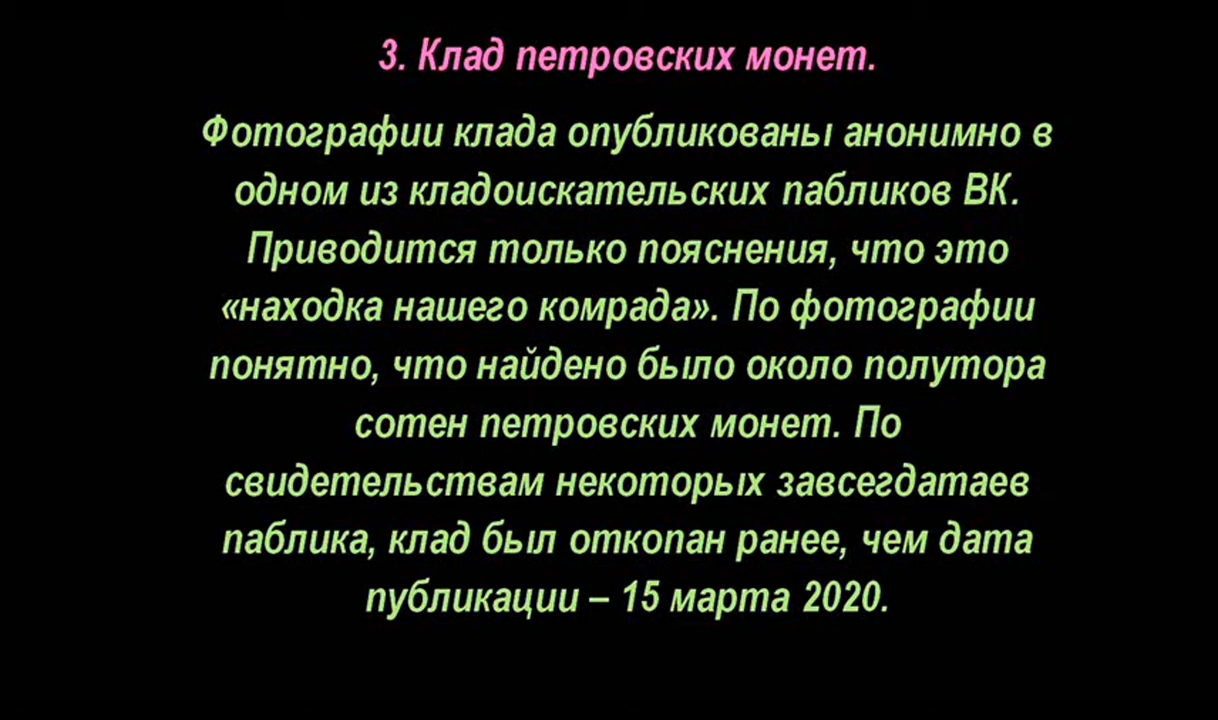 3. Клад петровских монет.
Фотографии клада опубликованы анонимно в
одном из кладоискательских пабликов ВК.
Приводится только пояснения, что это
«находка нашего комрада». По фотографии
понятно, что найдено было около полутора
сотен петровских монет. По
свидетельствам некоторых завсегдатаев
паблика, клад был откопан ранее, чем дата
публикации – 15 марта 2020.